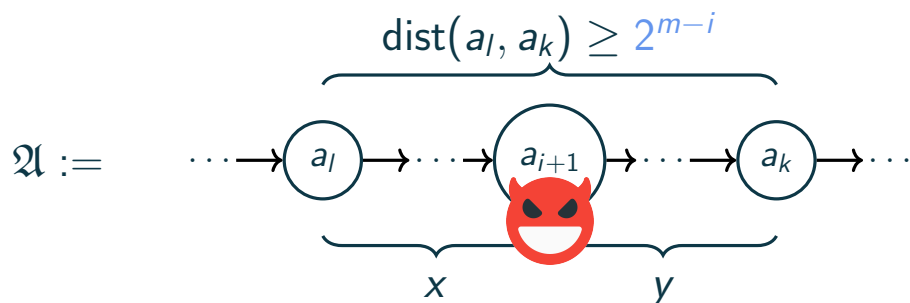 dist(a_l, a_k) ≥ 2^{m−i}
𝔄 := ⋯ a_l ⋯ a_{i+1} ⋯ a_k ⋯
x y